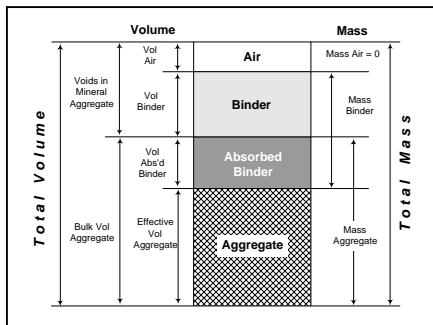 Volume
Mass
Vol
Air
Air
Mass Air = 0
Voids in
Mineral
Aggregate
Vol
Binder
Binder
Mass
Binder
Total Volume
Vol
Abs'd
Binder
Absorbed
Binder
Total Mass
Bulk Vol
Aggregate
Effective
Vol
Aggregate
Aggregate
Mass
Aggregate